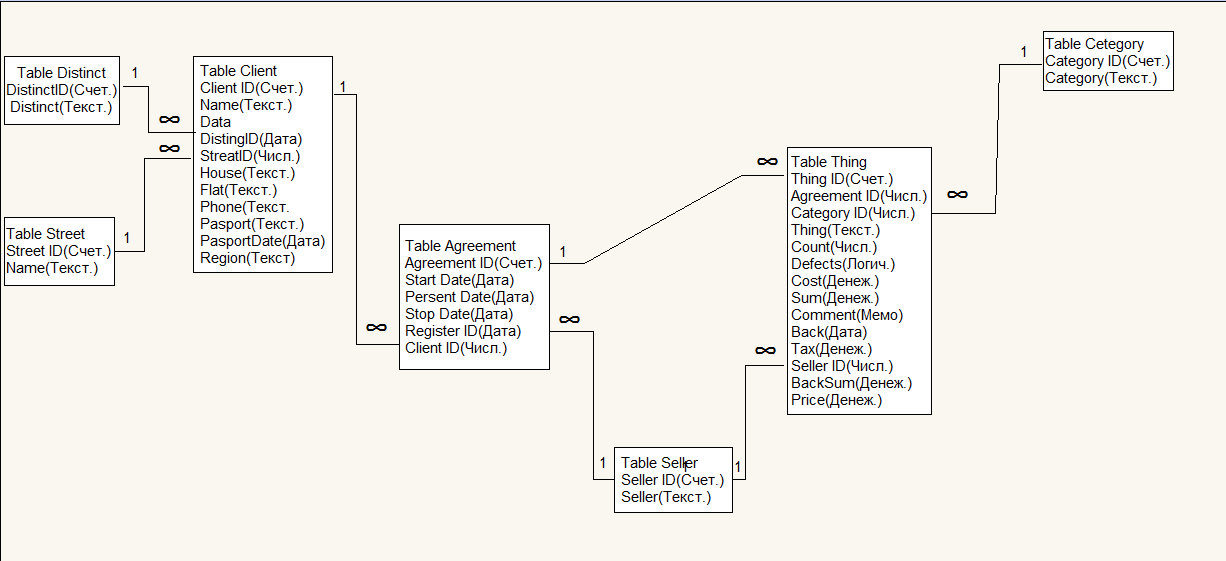 Table Distinct
DistinctID(Счет.)
Distinct(Текст.)
1
∞
Table Street
Street ID(Счет.)
Name(Текст.)
1
∞
Table Client
Client ID(Счет.)
Name(Текст.)
Data
DistingID(Дата)
StreatID(Числ.)
House(Текст.)
Flat(Текст.)
Phone(Текст.
Pasport(Текст.)
PasportDate(Дата)
Region(Текст)
1
∞
Table Agreement
Agreement ID(Счет.)
Start Date(Дата)
Persent Date(Дата)
Stop Date(Дата)
Register ID(Дата)
Client ID(Числ.)
1
∞
∞
1
Table Seller
Seller ID(Счет.)
Seller(Текст.)
1
1
∞
Table Thing
Thing ID(Счет.)
Agreement ID(Числ.)
Category ID(Числ.)
Thing(Текст.)
Count(Числ.)
Defects(Логич.)
Cost(Денеж.)
Sum(Денеж.)
Comment(Мемо)
Back(Дата)
Tax(Денеж.)
Seller ID(Числ.)
BackSum(Денеж.)
Price(Денеж.)
∞
1
Table Cetegory
Category ID(Счет.)
Category(Текст.)